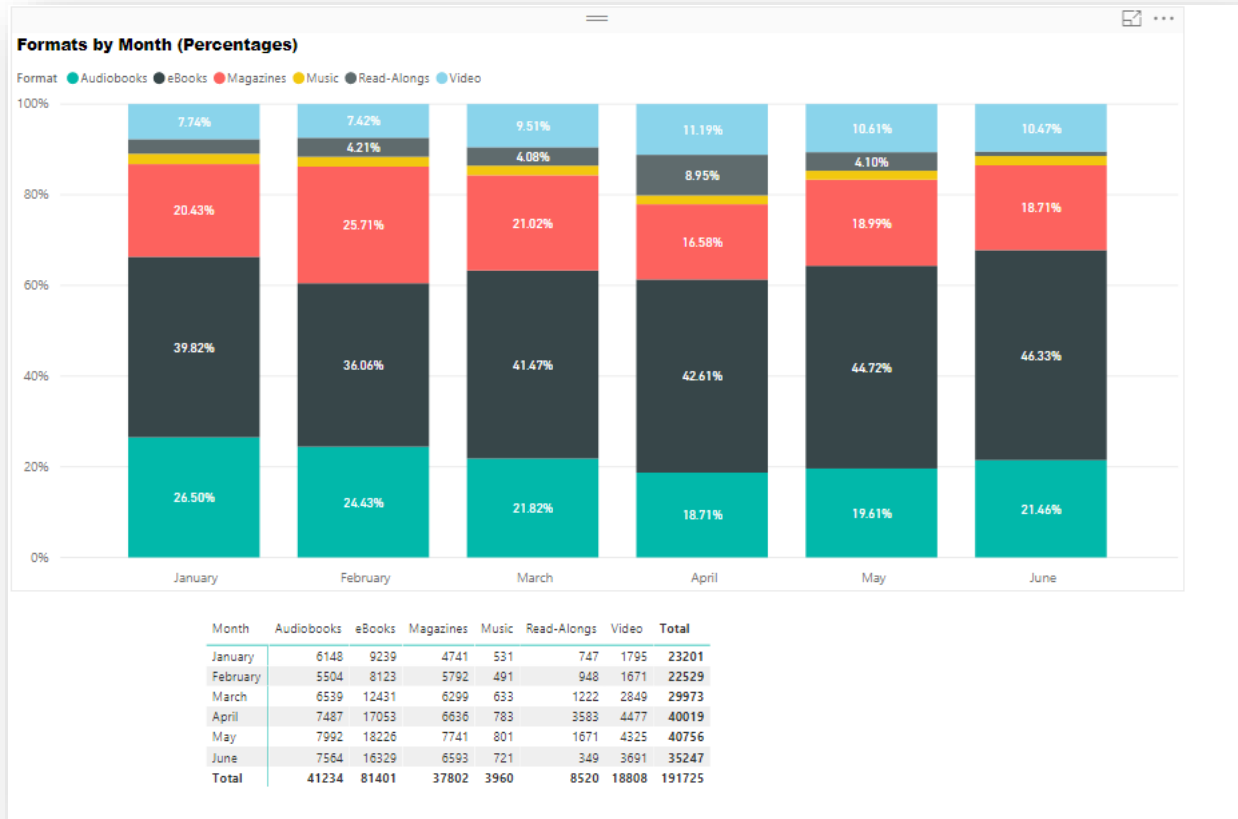 Formats by Month (Percentages)
Format Audiobooks eBooks Magazines Music Read-Alongs Video
100%
7.74% 7.42% 9.51% 11.19% 10.61% 10.47%
4.21% 4.08% 8.95% 4.10%
80%
20.43% 25.71% 21.02% 16.58% 18.99% 18.71%
60%
39.82% 36.06% 41.47% 42.61% 44.72% 46.33%
40%
20%
26.50% 24.43% 21.82% 18.71% 19.61% 21.46%
0%
January February March April May June
Month Audiobooks eBooks Magazines Music Read-Alongs Video Total
January 6148 9239 4741 531 747 1795 23201
February 5504 8123 5792 491 948 1671 22529
March 6539 12431 6299 633 1222 2849 29973
April 7487 17053 6636 783 3583 4477 40019
May 7992 18226 7741 801 1671 4325 40756
June 7564 16329 6593 721 349 3691 35247
Total 41234 81401 37802 3960 8520 18808 191725